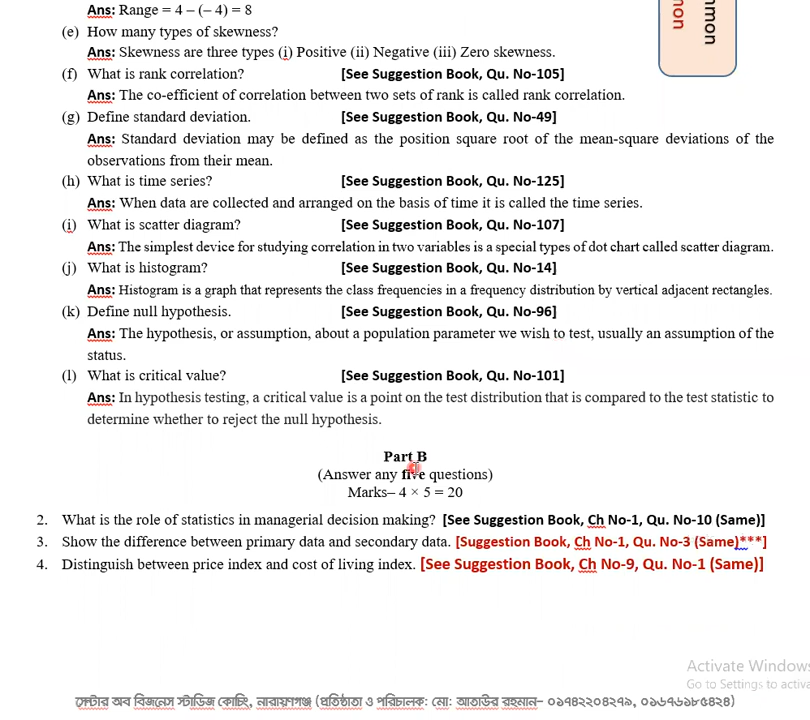 Ans: Range = 4 – (– 4) = 8
(e) How many types of skewness?
Ans: Skewness are three types (i) Positive (ii) Negative (iii) Zero skewness.
(f) What is rank correlation? [See Suggestion Book, Qu. No-105]
Ans: The co-efficient of correlation between two sets of rank is called rank correlation.
(g) Define standard deviation. [See Suggestion Book, Qu. No-49]
Ans: Standard deviation may be defined as the position square root of the mean-square deviations of the
observations from their mean.
(h) What is time series? [See Suggestion Book, Qu. No-125]
Ans: When data are collected and arranged on the basis of time it is called the time series.
(i) What is scatter diagram? [See Suggestion Book, Qu. No-107]
Ans: The simplest device for studying correlation in two variables is a special types of dot chart called scatter diagram.
(j) What is histogram? [See Suggestion Book, Qu. No-14]
Ans: Histogram is a graph that represents the class frequencies in a frequency distribution by vertical adjacent rectangles.
(k) Define null hypothesis. [See Suggestion Book, Qu. No-96]
Ans: The hypothesis, or assumption, about a population parameter we wish to test, usually an assumption of the
status.
(l) What is critical value? [See Suggestion Book, Qu. No-101]
Ans: In hypothesis testing, a critical value is a point on the test distribution that is compared to the test statistic to
determine whether to reject the null hypothesis.
Part B
(Answer any five questions)
Marks– 4 × 5 = 20
2. What is the role of statistics in managerial decision making? [See Suggestion Book, Ch No-1, Qu. No-10 (Same)]
3. Show the difference between primary data and secondary data. [Suggestion Book, Ch No-1, Qu. No-3 (Same)***]
4. Distinguish between price index and cost of living index. [See Suggestion Book, Ch No-9, Qu. No-1 (Same)]
Activate Windows
Go to Settings to activa
সেন্টার অব বিজনেস স্টাডিজ কোচিং, নারায়ণগঞ্জ (প্রতিষ্ঠাতা ও পরিচালক: মো: আতাউর রহমান– ০১৭৪২২০৪২৭৯, ০১৬৭৬১৮৫৪২৪)